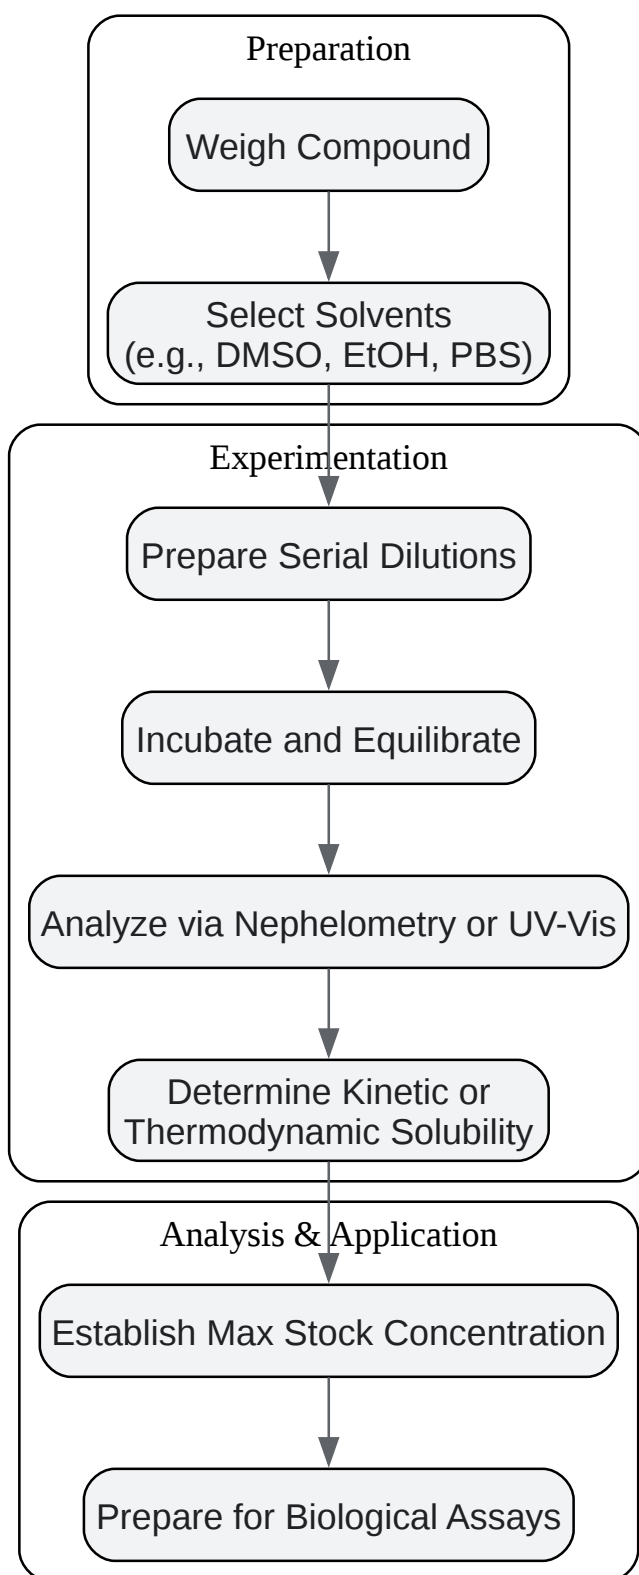 Preparation
Weigh Compound
Select Solvents
(e.g., DMSO, EtOH, PBS)
Experimentation
Prepare Serial Dilutions
Incubate and Equilibrate
Analyze via Nephelometry or UV-Vis
Determine Kinetic or
Thermodynamic Solubility
Analysis & Application
Establish Max Stock Concentration
Prepare for Biological Assays